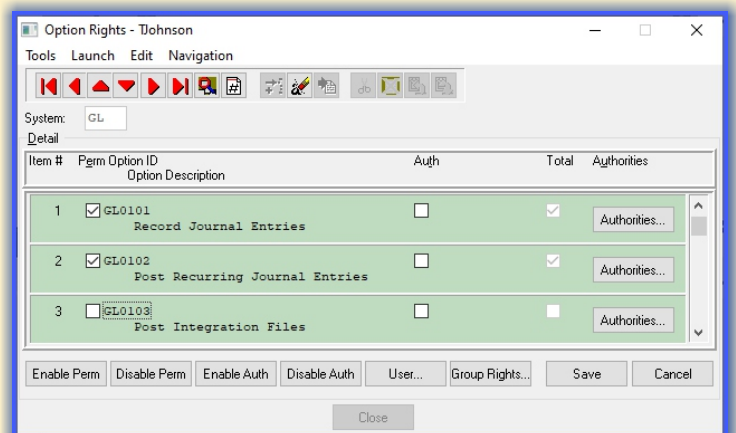 Option Rights - TJohnson
Tools Launch Edit Navigation
System: GL
Detail
Item # Perm Option ID Auth Total Authorities
Option Description
1 GL0101 Authorities...
Record Journal Entries
2 GL0102 Authorities...
Post Recurring Journal Entries
3 GL0103 Authorities...
Post Integration Files
Enable Perm Disable Perm Enable Auth Disable Auth User... Group Rights... Save Cancel
Close